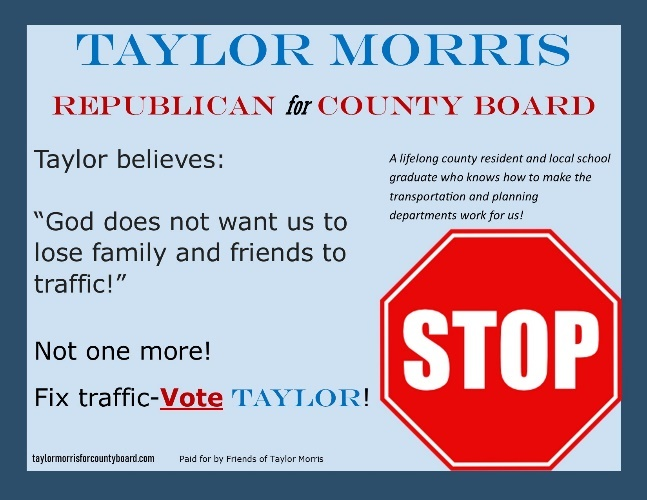 TAYLOR MORRIS
REPUBLICAN for COUNTY BOARD
Taylor believes:
“God does not want us to
lose family and friends to
traffic!”
Not one more!
Fix traffic-Vote TAYLOR!
A lifelong county resident and local school
graduate who knows how to make the
transportation and planning
departments work for us!
STOP
taylormorrisforcountyboard.com
Paid for by Friends of Taylor Morris